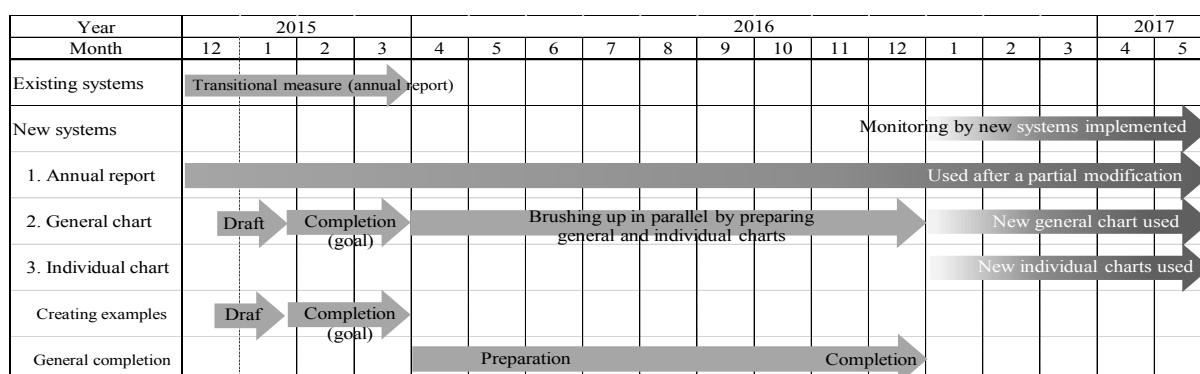 Year 2015 2016 2017
Month 12 1 2 3 4 5 6 7 8 9 10 11 12 1 2 3 4 5
Existing systems Transitional measure (annual report)
New systems Monitoring by new systems implemented
1. Annual report Used after a partial modification
2. General chart Draft Completion (goal) Brushing up in parallel by preparing general and individual charts New general chart used
3. Individual chart New individual charts used
Creating examples Draf Completion (goal)
General completion Preparation Completion